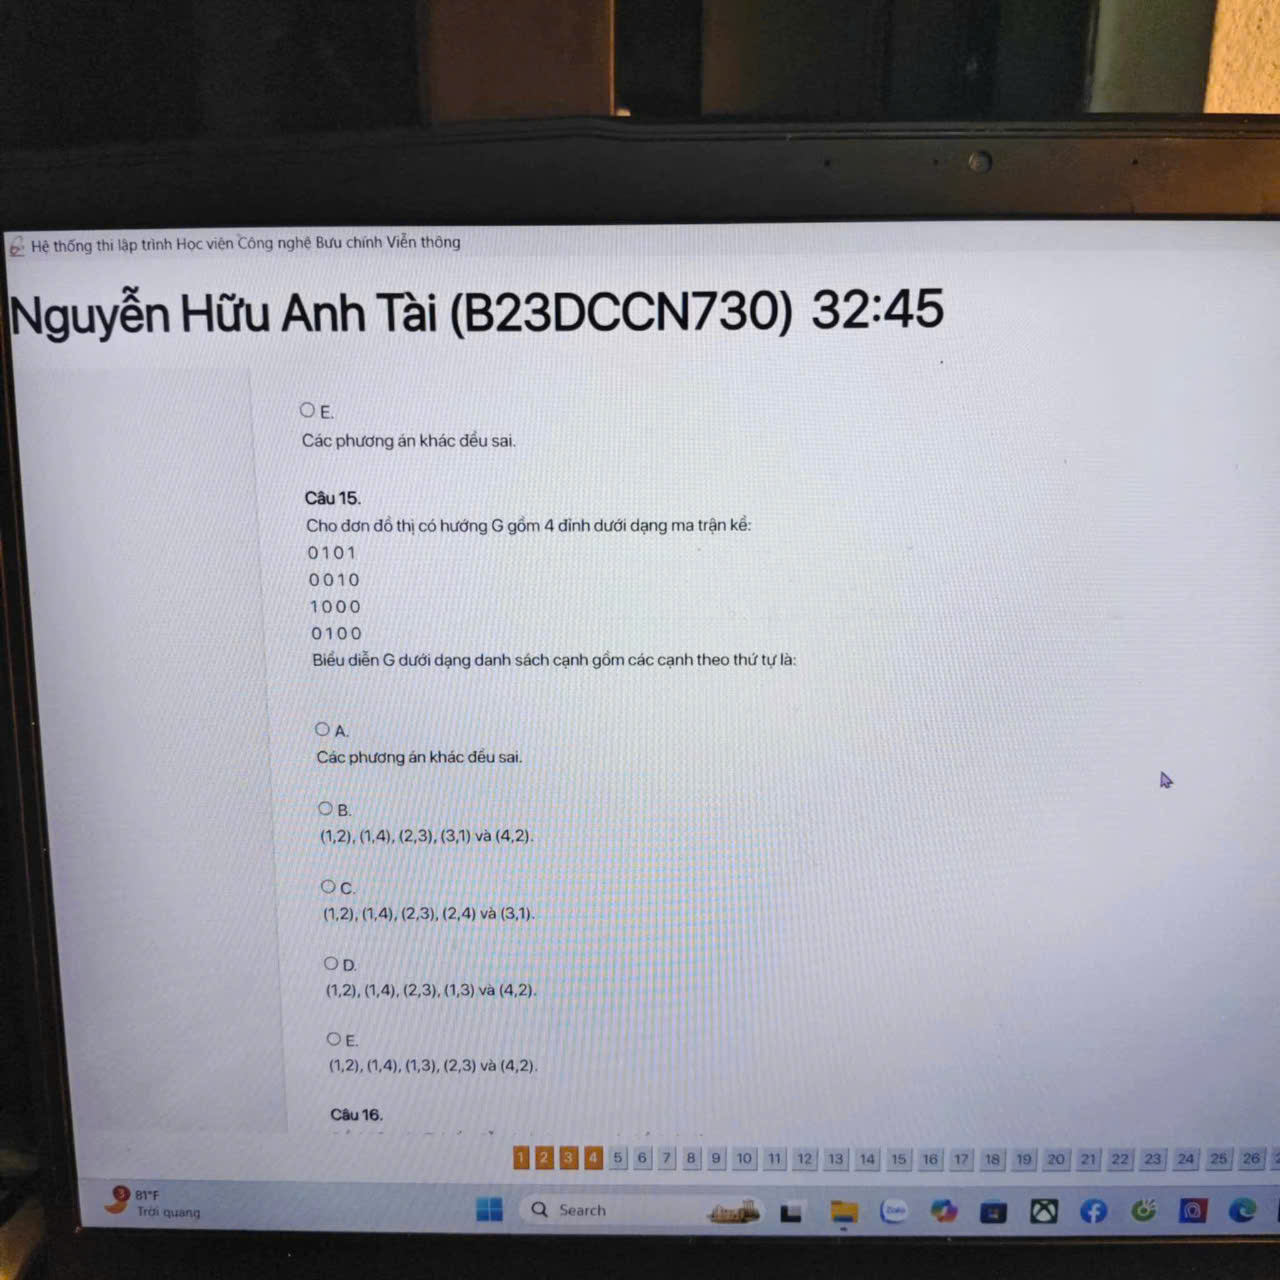 Hệ thống thi lập trình Học viên Công nghệ Bưu chính Viễn thông
Nguyễn Hữu Anh Tài (B23DCCN730) 32:45
E.
Các phương án khác đều sai.
Câu 15.
Cho đơn đồ thị có hướng G gồm 4 đỉnh dưới dạng ma trận kề:
0 1 0 1
0 0 1 0
1 0 0 0
0 1 0 0
Biểu diễn G dưới dạng danh sách cạnh gồm các cạnh theo thứ tự là:
A.
Các phương án khác đều sai.
B.
(1,2), (1,4), (2,3), (3,1) và (4,2).
C.
(1,2), (1,4), (2,3), (2,4) và (3,1).
D.
(1,2), (1,4), (2,3), (1,3) và (4,2).
E.
(1,2), (1,4), (1,3), (2,3) và (4,2).
Câu 16.
1 2 3 4 5 6 7 8 9 10 11 12 13 14 15 16 17 18 19 20 21 22 23 24 25 26
3 81°F
Trời quang
Search
Zalo